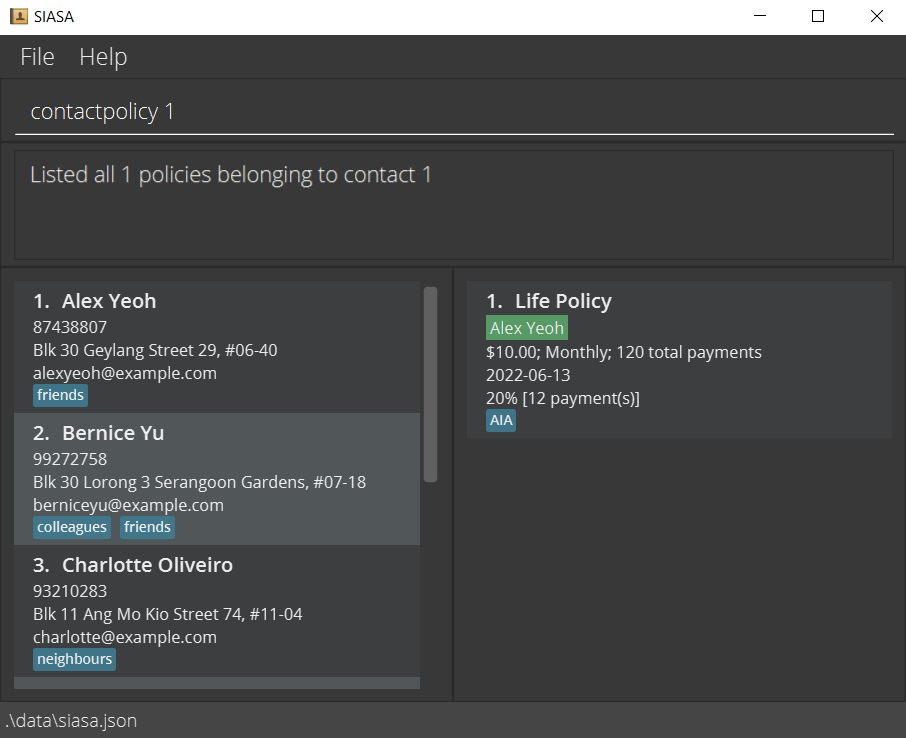 SIASA
File Help
contactpolicy 1
Listed all 1 policies belonging to contact 1
1. Alex Yeoh
87438807
Blk 30 Geylang Street 29, #06-40
alexyeoh@example.com
friends
2. Bernice Yu
99272758
Blk 30 Lorong 3 Serangoon Gardens, #07-18
berniceyu@example.com
colleagues friends
3. Charlotte Oliveiro
93210283
Blk 11 Ang Mo Kio Street 74, #11-04
charlotte@example.com
neighbours
1. Life Policy
Alex Yeoh
$10.00; Monthly; 120 total payments
2022-06-13
20% [12 payment(s)]
AIA
.\data\siasa.json